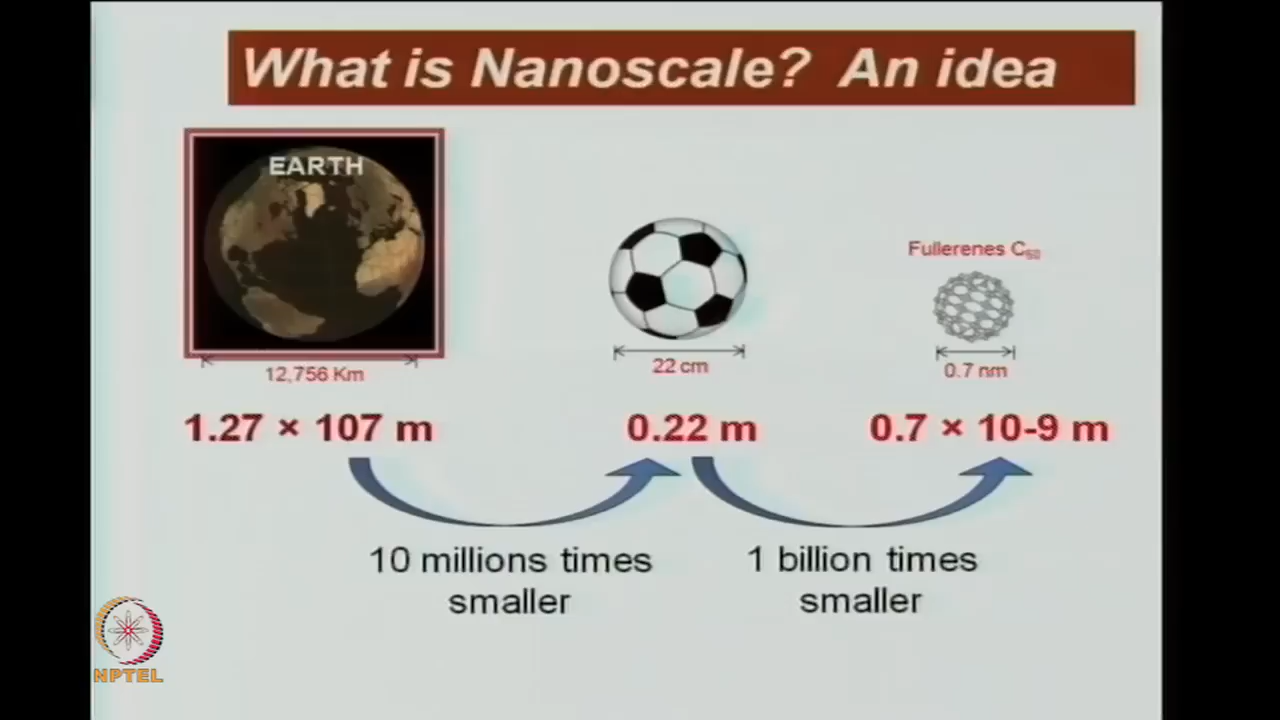 What is Nanoscale? An idea
EARTH
Fullerenes C60
12,756 Km
22 cm
0.7 nm
1.27 × 107 m
0.22 m
0.7 × 10-9 m
10 millions times
smaller
1 billion times
smaller
NPTEL